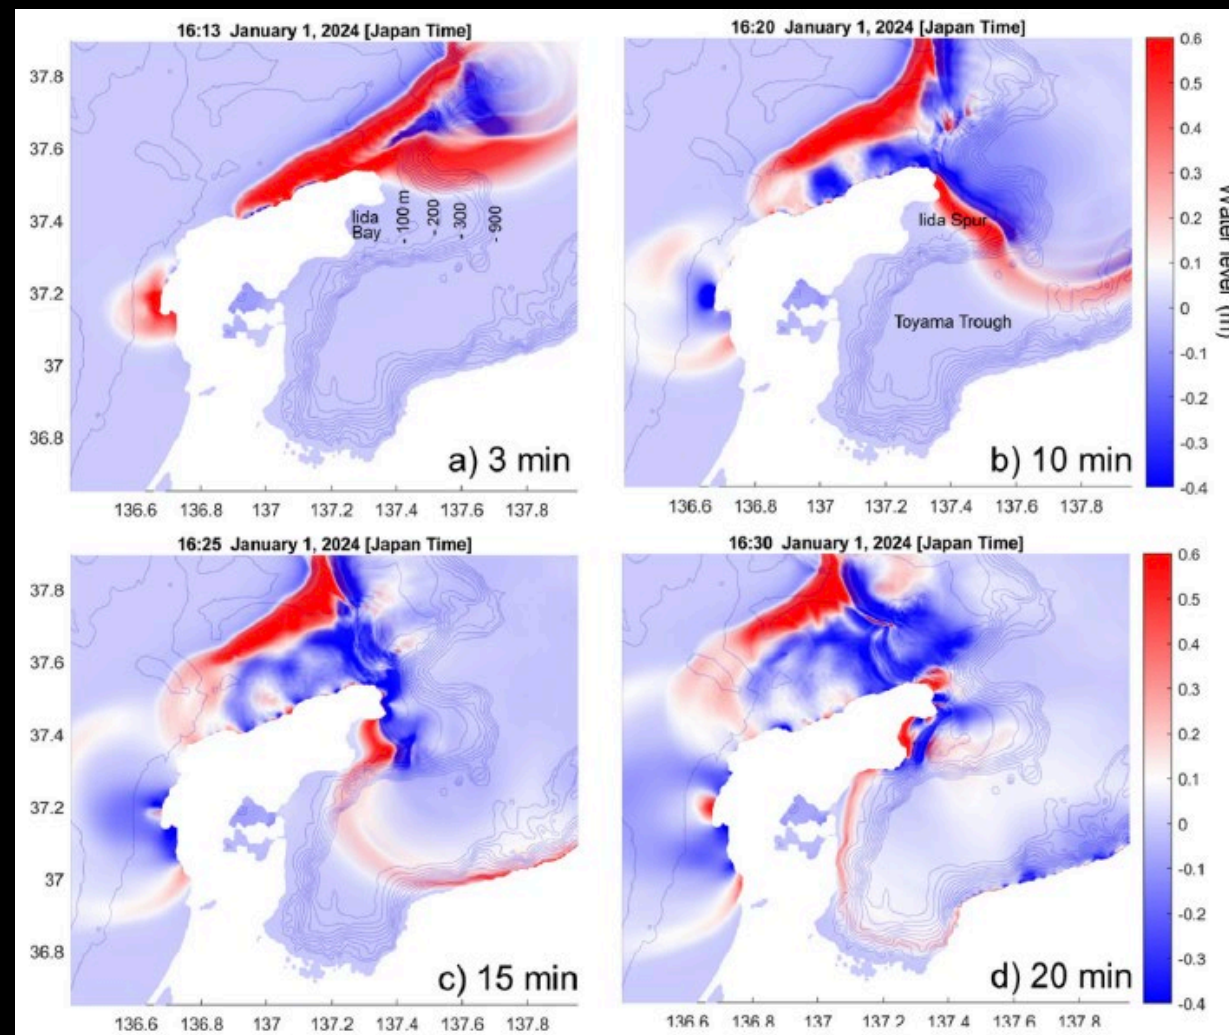 16:13 January 1, 2024 [Japan Time]
37.8
37.6
37.4
37.2
37
36.8
Iida
Bay
- 100 m
- 200
- 300
- 900
a) 3 min
136.6 136.8 137 137.2 137.4 137.6 137.8
16:20 January 1, 2024 [Japan Time]
Iida Spur
Toyama Trough
b) 10 min
136.6 136.8 137 137.2 137.4 137.6 137.8
0.6
0.5
0.4
0.3
0.2
0.1
0
-0.1
-0.2
-0.3
-0.4
Water level (m)
16:25 January 1, 2024 [Japan Time]
37.8
37.6
37.4
37.2
37
36.8
c) 15 min
136.6 136.8 137 137.2 137.4 137.6 137.8
16:30 January 1, 2024 [Japan Time]
d) 20 min
136.6 136.8 137 137.2 137.4 137.6 137.8
0.6
0.5
0.4
0.3
0.2
0.1
0
-0.1
-0.2
-0.3
-0.4